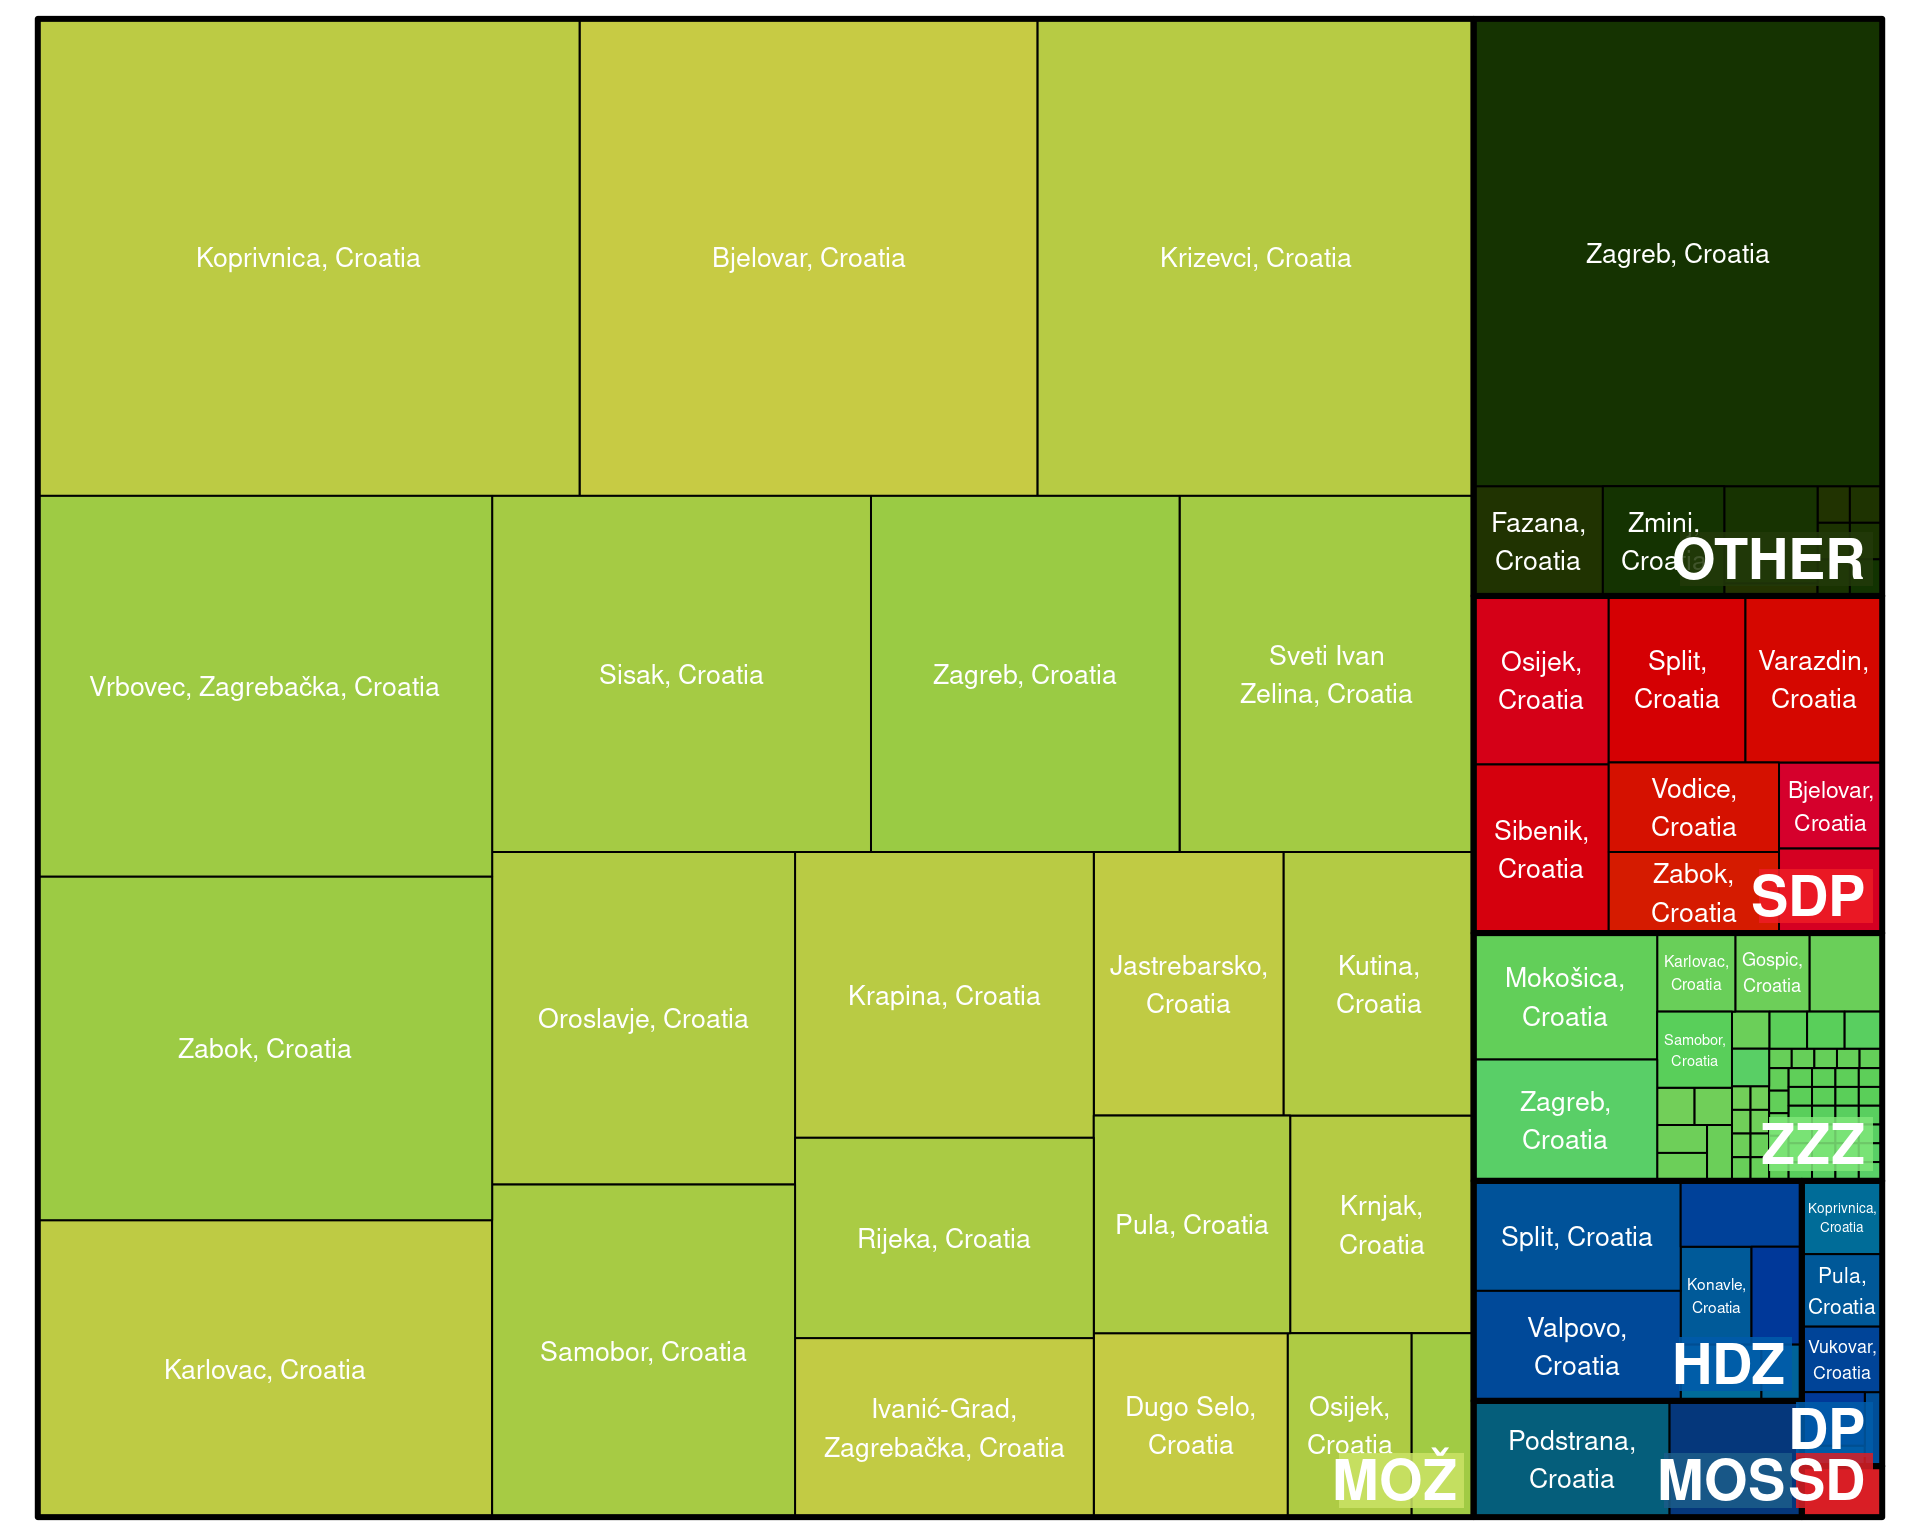 Koprivnica, Croatia
Bjelovar, Croatia
Krizevci, Croatia
Vrbovec, Zagrebačka, Croatia
Sisak, Croatia
Zagreb, Croatia
Sveti Ivan
Zelina, Croatia
Zabok, Croatia
Karlovac, Croatia
Oroslavje, Croatia
Samobor, Croatia
Krapina, Croatia
Rijeka, Croatia
Ivanić-Grad,
Zagrebačka, Croatia
Jastrebarsko,
Croatia
Kutina,
Croatia
Pula, Croatia
Krnjak,
Croatia
Dugo Selo,
Croatia
Osijek,
Croatia
MOŽ
Zagreb, Croatia
Fazana,
Croatia
Zmini.
Croatia
OTHER
Osijek,
Croatia
Split,
Croatia
Varazdin,
Croatia
Sibenik,
Croatia
Vodice,
Croatia
Bjelovar,
Croatia
Zabok,
Croatia
SDP
Mokošica,
Croatia
Zagreb,
Croatia
Karlovac,
Croatia
Gospic,
Croatia
Samobor,
Croatia
ZZZ
Split, Croatia
Valpovo,
Croatia
Konavle,
Croatia
HDZ
Koprivnica,
Croatia
Pula,
Croatia
Vukovar,
Croatia
DP
Podstrana,
Croatia
MOS
SD